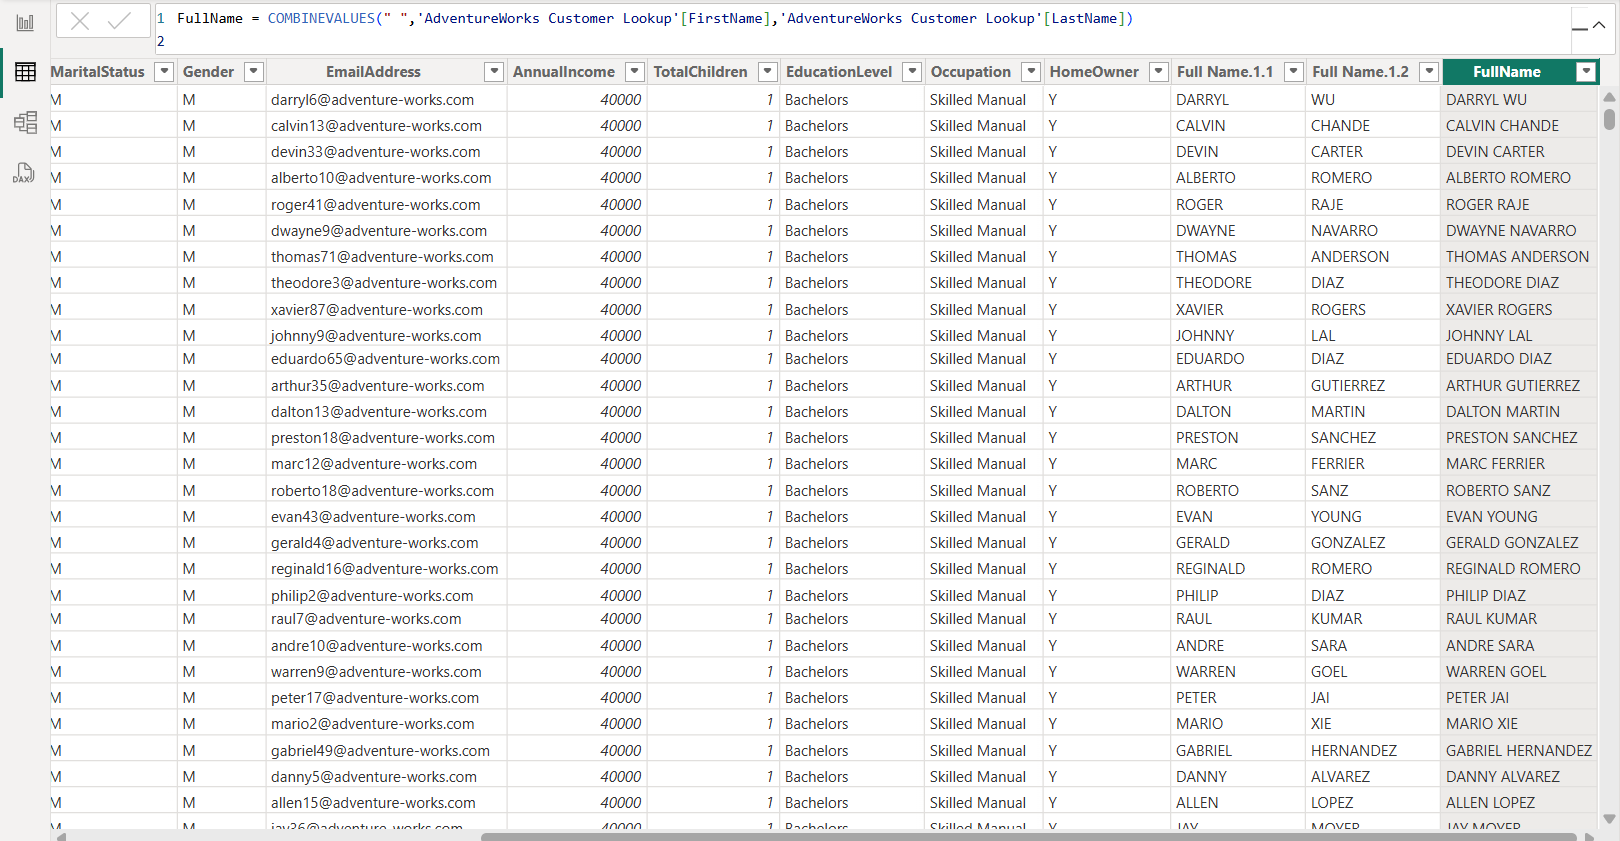 1 FullName = COMBINEVALUES(" ",'AdventureWorks Customer Lookup'[FirstName],'AdventureWorks Customer Lookup'[LastName])
2
MaritalStatus Gender EmailAddress AnnualIncome TotalChildren EducationLevel Occupation HomeOwner Full Name.1.1 Full Name.1.2 FullName
M M darryl6@adventure-works.com 40000 1 Bachelors Skilled Manual Y DARRYL WU DARRYL WU
M M calvin13@adventure-works.com 40000 1 Bachelors Skilled Manual Y CALVIN CHANDE CALVIN CHANDE
M M devin33@adventure-works.com 40000 1 Bachelors Skilled Manual Y DEVIN CARTER DEVIN CARTER
DAX M M alberto10@adventure-works.com 40000 1 Bachelors Skilled Manual Y ALBERTO ROMERO ALBERTO ROMERO
M M roger41@adventure-works.com 40000 1 Bachelors Skilled Manual Y ROGER RAJE ROGER RAJE
M M dwayne9@adventure-works.com 40000 1 Bachelors Skilled Manual Y DWAYNE NAVARRO DWAYNE NAVARRO
M M thomas71@adventure-works.com 40000 1 Bachelors Skilled Manual Y THOMAS ANDERSON THOMAS ANDERSON
M M theodore3@adventure-works.com 40000 1 Bachelors Skilled Manual Y THEODORE DIAZ THEODORE DIAZ
M M xavier87@adventure-works.com 40000 1 Bachelors Skilled Manual Y XAVIER ROGERS XAVIER ROGERS
M M johnny9@adventure-works.com 40000 1 Bachelors Skilled Manual Y JOHNNY LAL JOHNNY LAL
M M eduardo65@adventure-works.com 40000 1 Bachelors Skilled Manual Y EDUARDO DIAZ EDUARDO DIAZ
M M arthur35@adventure-works.com 40000 1 Bachelors Skilled Manual Y ARTHUR GUTIERREZ ARTHUR GUTIERREZ
M M dalton13@adventure-works.com 40000 1 Bachelors Skilled Manual Y DALTON MARTIN DALTON MARTIN
M M preston18@adventure-works.com 40000 1 Bachelors Skilled Manual Y PRESTON SANCHEZ PRESTON SANCHEZ
M M marc12@adventure-works.com 40000 1 Bachelors Skilled Manual Y MARC FERRIER MARC FERRIER
M M roberto18@adventure-works.com 40000 1 Bachelors Skilled Manual Y ROBERTO SANZ ROBERTO SANZ
M M evan43@adventure-works.com 40000 1 Bachelors Skilled Manual Y EVAN YOUNG EVAN YOUNG
M M gerald4@adventure-works.com 40000 1 Bachelors Skilled Manual Y GERALD GONZALEZ GERALD GONZALEZ
M M reginald16@adventure-works.com 40000 1 Bachelors Skilled Manual Y REGINALD ROMERO REGINALD ROMERO
M M philip2@adventure-works.com 40000 1 Bachelors Skilled Manual Y PHILIP DIAZ PHILIP DIAZ
M M raul7@adventure-works.com 40000 1 Bachelors Skilled Manual Y RAUL KUMAR RAUL KUMAR
M M andre10@adventure-works.com 40000 1 Bachelors Skilled Manual Y ANDRE SARA ANDRE SARA
M M warren9@adventure-works.com 40000 1 Bachelors Skilled Manual Y WARREN GOEL WARREN GOEL
M M peter17@adventure-works.com 40000 1 Bachelors Skilled Manual Y PETER JAI PETER JAI
M M mario2@adventure-works.com 40000 1 Bachelors Skilled Manual Y MARIO XIE MARIO XIE
M M gabriel49@adventure-works.com 40000 1 Bachelors Skilled Manual Y GABRIEL HERNANDEZ GABRIEL HERNANDEZ
M M danny5@adventure-works.com 40000 1 Bachelors Skilled Manual Y DANNY ALVAREZ DANNY ALVAREZ
M M allen15@adventure-works.com 40000 1 Bachelors Skilled Manual Y ALLEN LOPEZ ALLEN LOPEZ
M M jay36@adventure-works.com 40000 1 Bachelors Skilled Manual Y JAY MOYER JAY MOYER